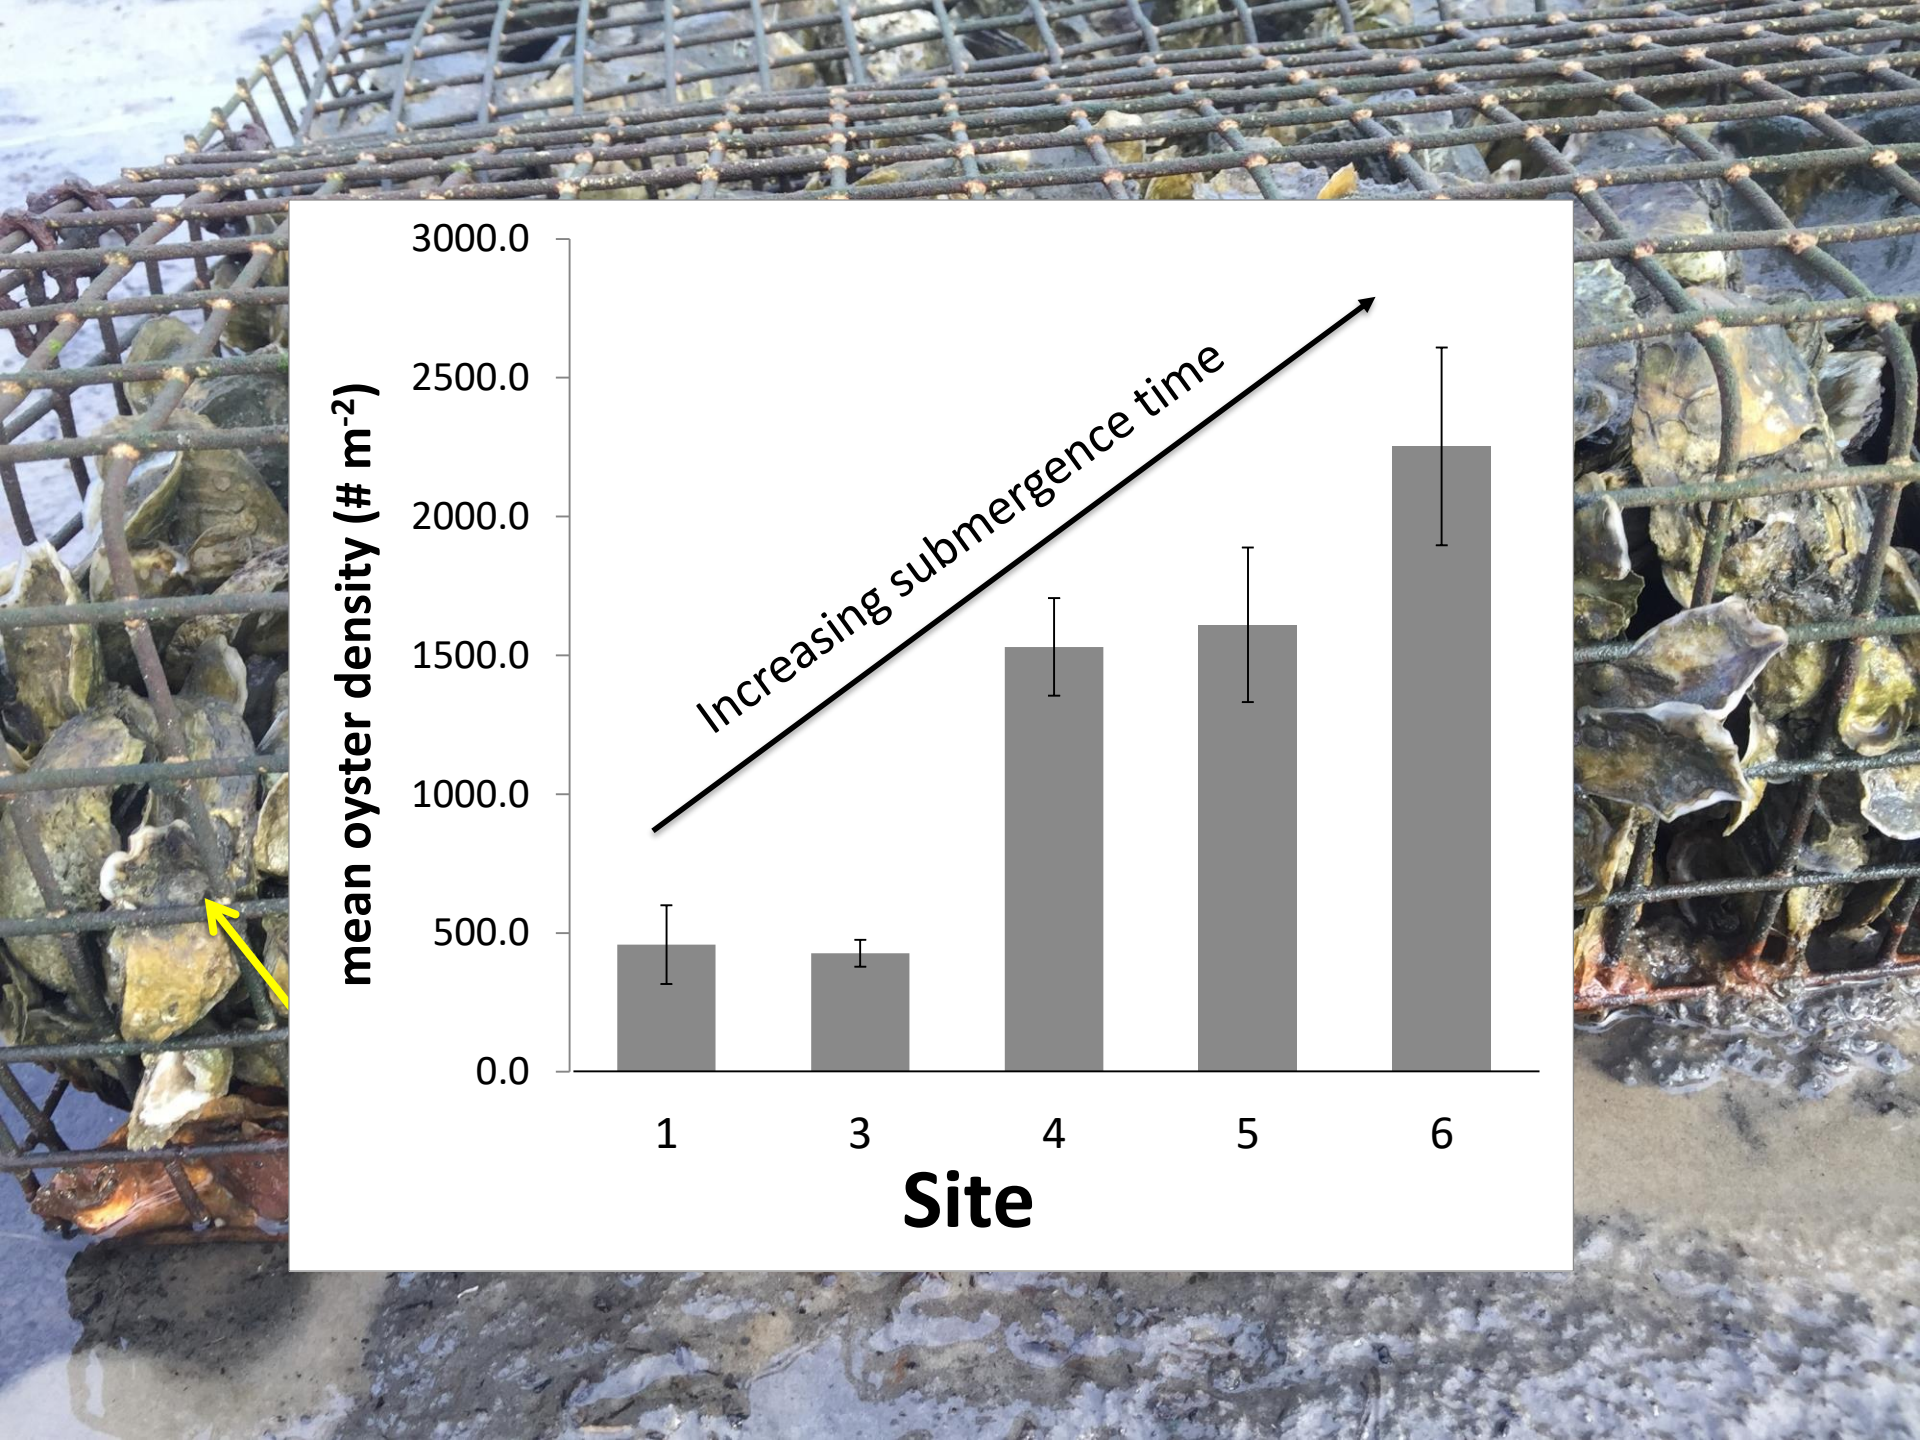 3000.0
2500.0
2000.0
1500.0
1000.0
500.0
0.0
mean oyster density (# m⁻²)
Increasing submergence time
1 3 4 5 6
Site